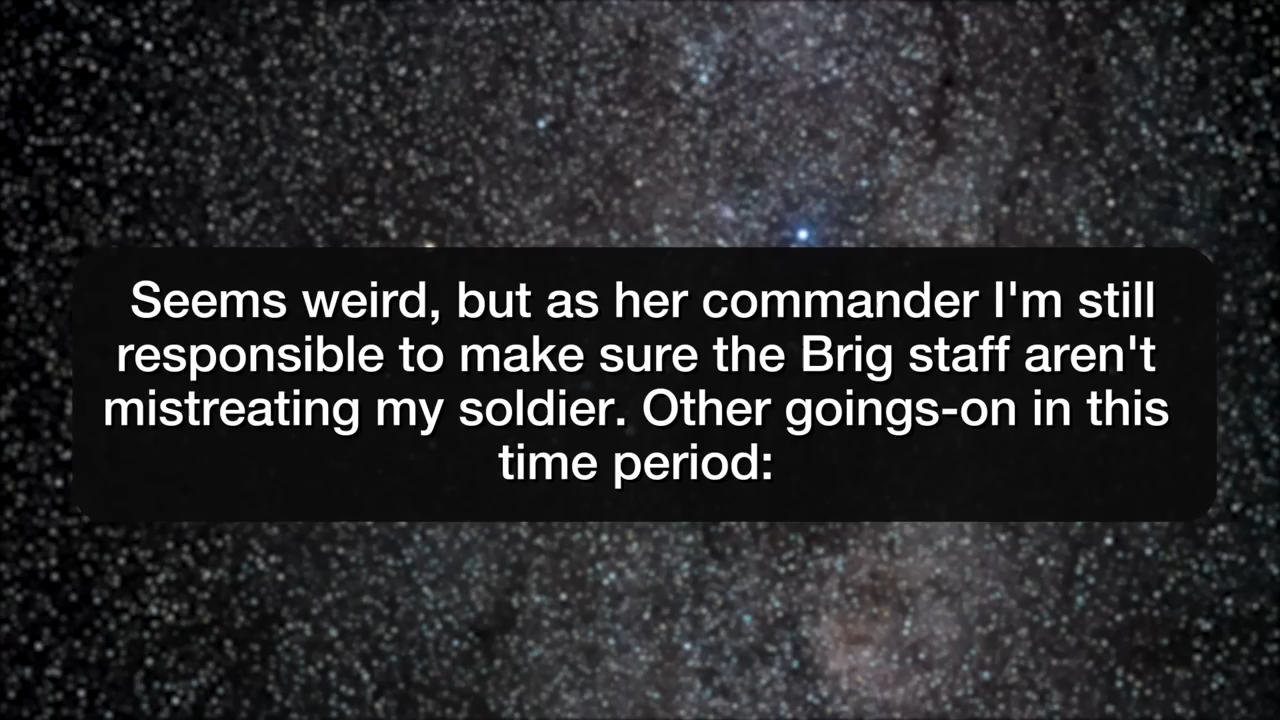 Seems weird, but as her commander I'm still
responsible to make sure the Brig staff aren't
mistreating my soldier. Other goings-on in this
time period: